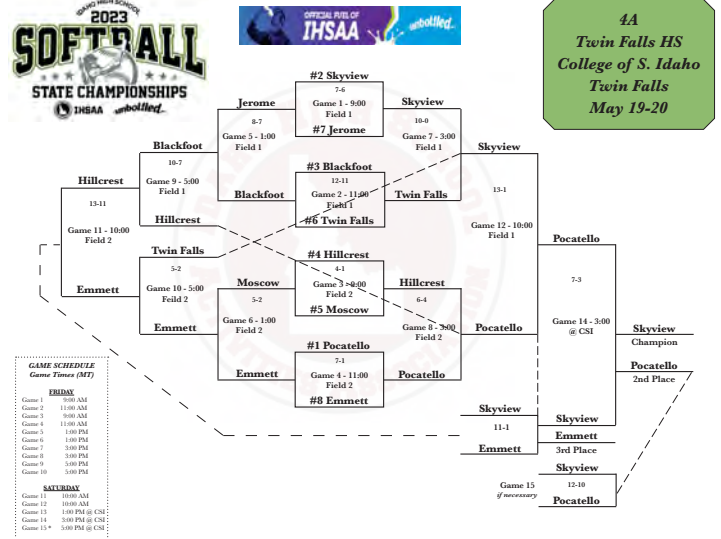 IDAHO HIGH SCHOOL
2023
SOFTBALL
STATE CHAMPIONSHIPS
IHSAA unbottled...
OFFICIAL FUEL OF
IHSAA
unbottled...
4A
Twin Falls HS
College of S. Idaho
Twin Falls
May 19-20
#2 Skyview
7-6
Game 1 - 9:00
Field 1
#7 Jerome
#3 Blackfoot
12-11
Game 2 - 11:00
Field 1
#6 Twin Falls
#4 Hillcrest
4-1
Game 3 - 9:00
Field 2
#5 Moscow
#1 Pocatello
7-1
Game 4 - 11:00
Field 2
#8 Emmett
Jerome
8-7
Game 5 - 1:00
Field 1
Blackfoot
Moscow
5-2
Game 6 - 1:00
Field 2
Emmett
Skyview
10-0
Game 7 - 3:00
Field 1
Twin Falls
Hillcrest
6-4
Game 8 - 3:00
Field 2
Pocatello
Blackfoot
10-7
Game 9 - 5:00
Field 1
Hillcrest
Twin Falls
5-2
Game 10 - 5:00
Feild 2
Emmett
Hillcrest
13-11
Game 11 - 10:00
Field 2
Emmett
Skyview
13-1
Game 12 - 10:00
Field 1
Pocatello
Skyview
11-1
Emmett
Pocatello
7-3
Game 14 - 3:00
@ CSI
Skyview
Emmett
3rd Place
Skyview
Champion
Pocatello
2nd Place
Game 15
if necessary
Skyview
12-10
Pocatello
GAME SCHEDULE
Game Times (MT)
FRIDAY
Game 1 9:00 AM
Game 2 11:00 AM
Game 3 9:00 AM
Game 4 11:00 AM
Game 5 1:00 PM
Game 6 1:00 PM
Game 7 3:00 PM
Game 8 3:00 PM
Game 9 5:00 PM
Game 10 5:00 PM
SATURDAY
Game 11 10:00 AM
Game 12 10:00 AM
Game 13 1:00 PM @ CSI
Game 14 3:00 PM @ CSI
Game 15 * 5:00 PM @ CSI